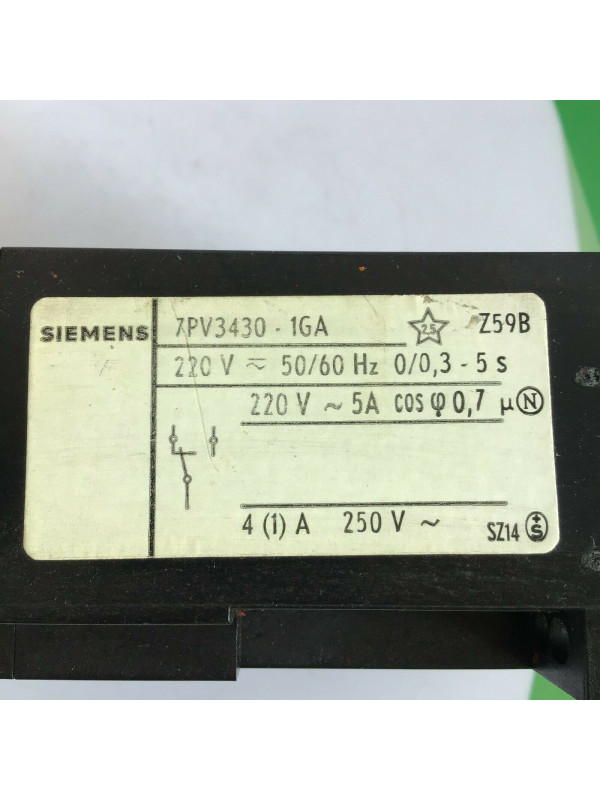 SIEMENS
7PV3430 - 1GA 2.5 Z59B
220 V ≂ 50/60 Hz 0/0,3 - 5 s
220 V ~ 5A cos φ 0,7 µ N
4 (1) A 250 V ~ SZ14 +S